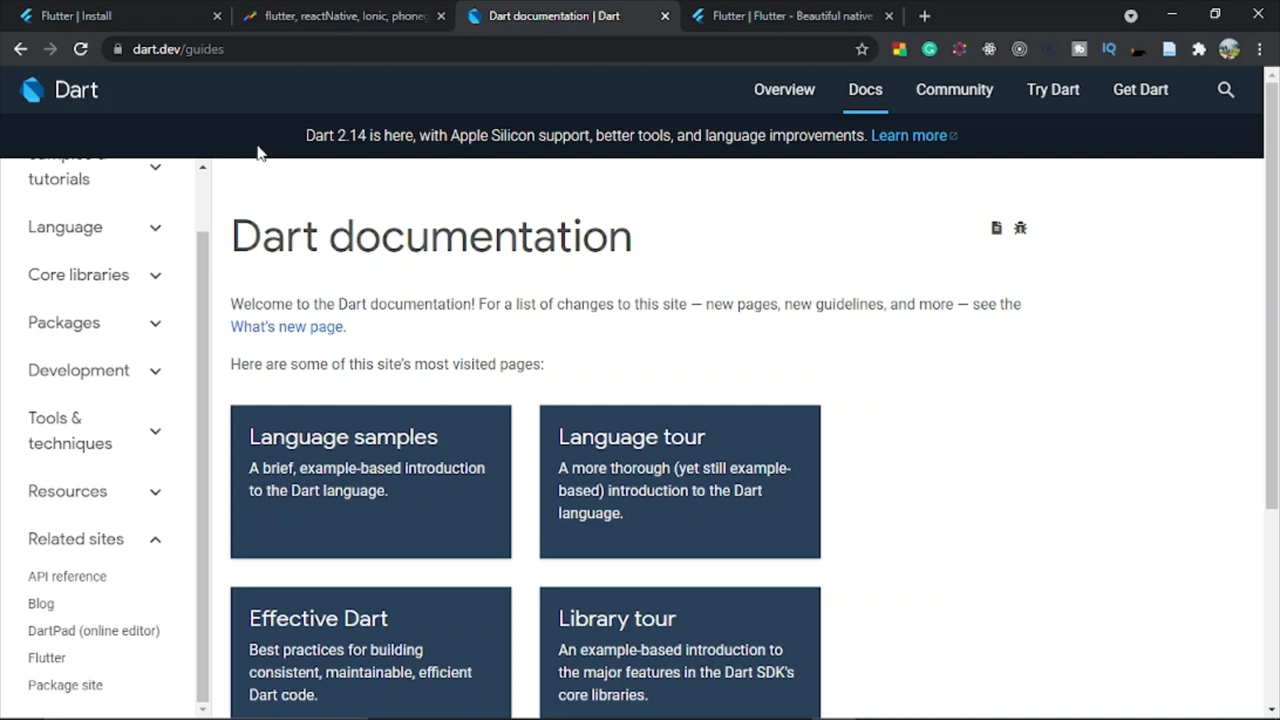 Flutter | Install
flutter, reactNative, Ionic, phoneg
Dart documentation | Dart
Flutter | Flutter - Beautiful native
dart.dev/guides
IQ
Dart
Overview
Docs
Community
Try Dart
Get Dart
Dart 2.14 is here, with Apple Silicon support, better tools, and language improvements. Learn more
tutorials
Language
Core libraries
Packages
Development
Tools &
techniques
Resources
Related sites
API reference
Blog
DartPad (online editor)
Flutter
Package site
Dart documentation
Welcome to the Dart documentation! For a list of changes to this site — new pages, new guidelines, and more — see the
What's new page.
Here are some of this site's most visited pages:
Language samples
A brief, example-based introduction
to the Dart language.
Language tour
A more thorough (yet still example-
based) introduction to the Dart
language.
Effective Dart
Best practices for building
consistent, maintainable, efficient
Dart code.
Library tour
An example-based introduction to
the major features in the Dart SDK's
core libraries.